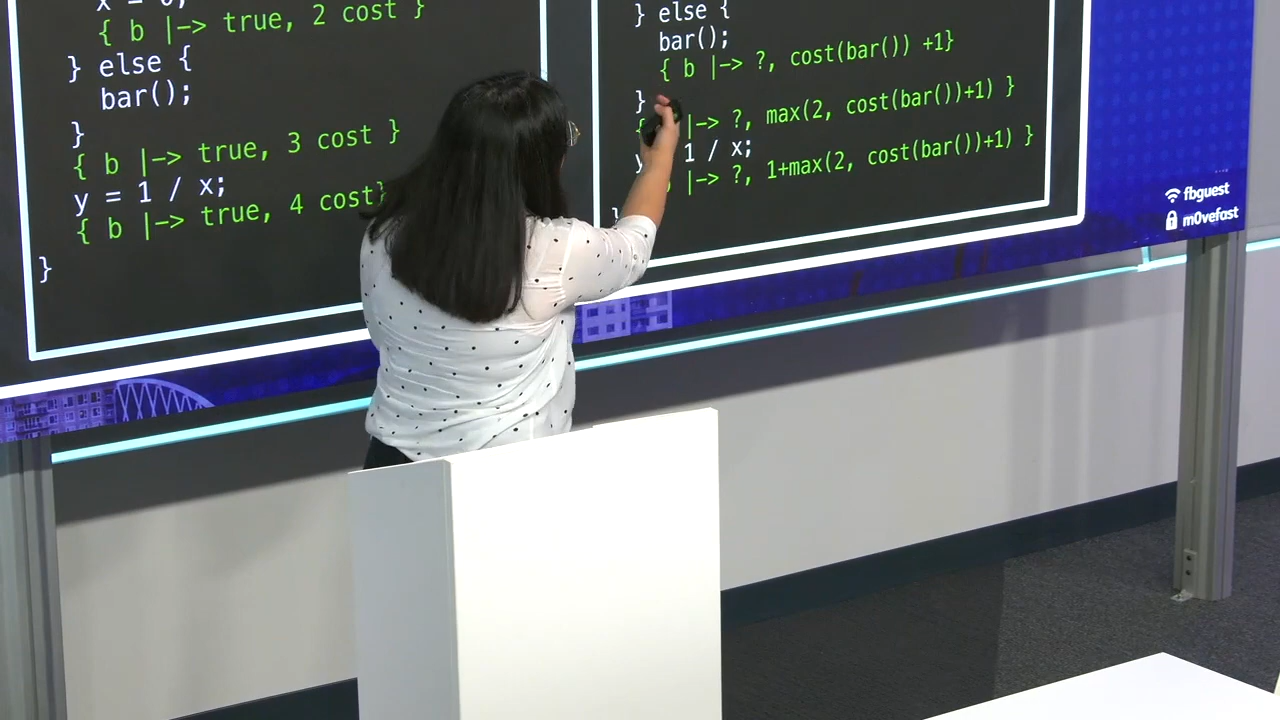 x = 0;
{ b |-> true, 2 cost }
} else {
bar();
}
{ b |-> true, 3 cost }
y = 1 / x;
{ b |-> true, 4 cost}
}
} else {
bar();
{ b |-> ?, cost(bar()) +1}
}
{ |-> ?, max(2, cost(bar())+1) }
y 1 / x;
|-> ?, 1+max(2, cost(bar())+1) }
}
fbguest
m0vefast